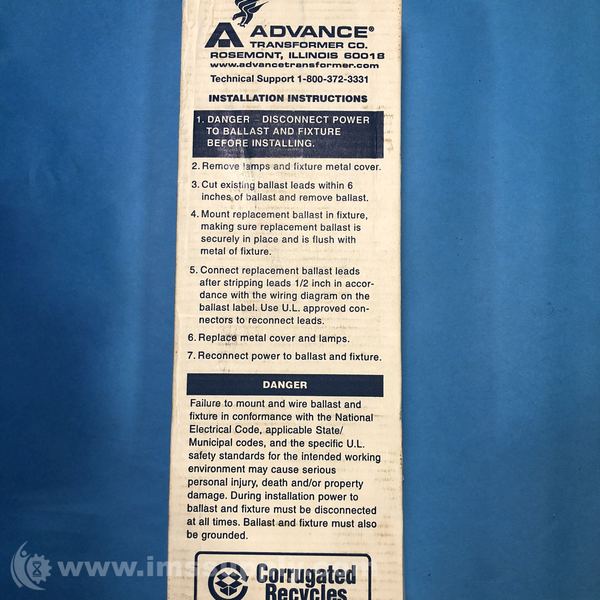 ADVANCE®
TRANSFORMER CO.
ROSEMONT, ILLINOIS 60018
www.advancetransformer.com
Technical Support 1-800-372-3331
INSTALLATION INSTRUCTIONS
1. DANGER – DISCONNECT POWER
TO BALLAST AND FIXTURE
BEFORE INSTALLING.
2. Remove lamps and fixture metal cover.
3. Cut existing ballast leads within 6
inches of ballast and remove ballast.
4. Mount replacement ballast in fixture,
making sure replacement ballast is
securely in place and is flush with
metal of fixture.
5. Connect replacement ballast leads
after stripping leads 1/2 inch in accor-
dance with the wiring diagram on the
ballast label. Use U.L. approved con-
nectors to reconnect leads.
6. Replace metal cover and lamps.
7. Reconnect power to ballast and fixture.
DANGER
Failure to mount and wire ballast and
fixture in conformance with the National
Electrical Code, applicable State/
Municipal codes, and the specific U.L.
safety standards for the intended working
environment may cause serious
personal injury, death and/or property
damage. During installation power to
ballast and fixture must be disconnected
at all times. Ballast and fixture must also
be grounded.
Corrugated
Recycles